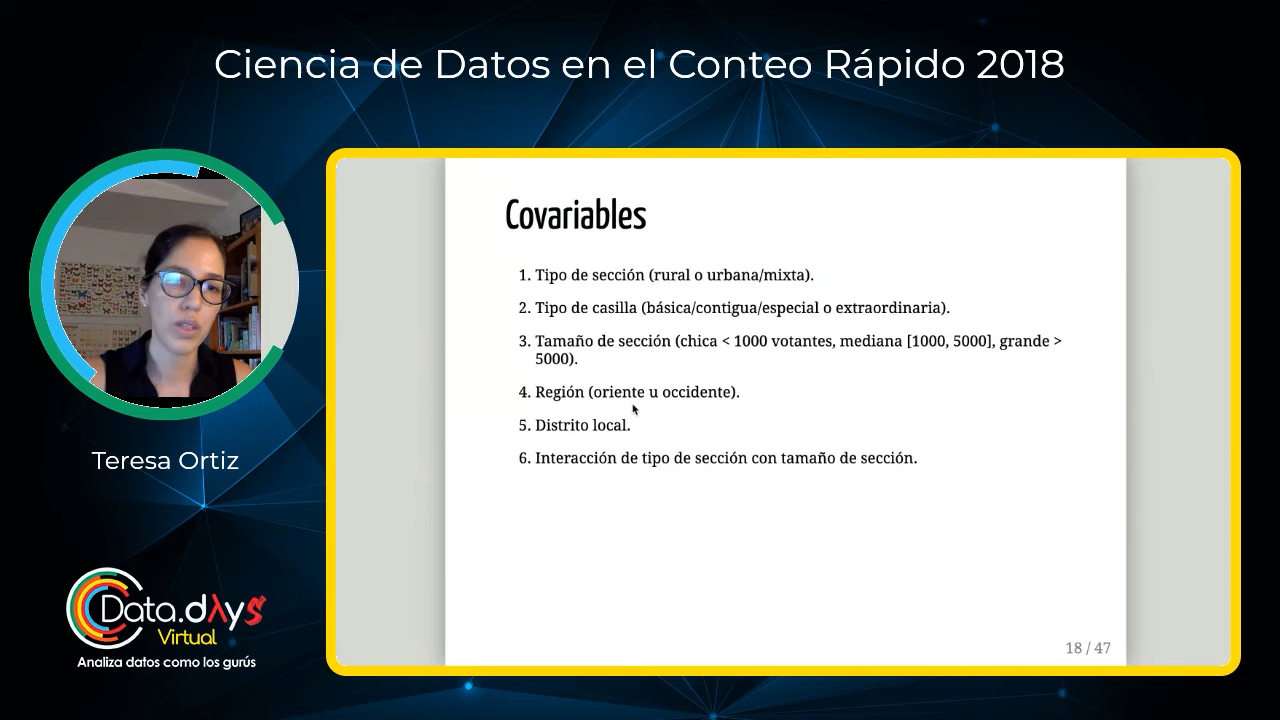 Ciencia de Datos en el Conteo Rápido 2018
Covariables
1. Tipo de sección (rural o urbana/mixta).
2. Tipo de casilla (básica/contigua/especial o extraordinaria).
3. Tamaño de sección (chica < 1000 votantes, mediana [1000, 5000], grande >
5000).
4. Región (oriente u occidente).
5. Distrito local.
6. Interacción de tipo de sección con tamaño de sección.
18 / 47
Teresa Ortiz
Data.dλys
Virtual
Analiza datos como los gurús